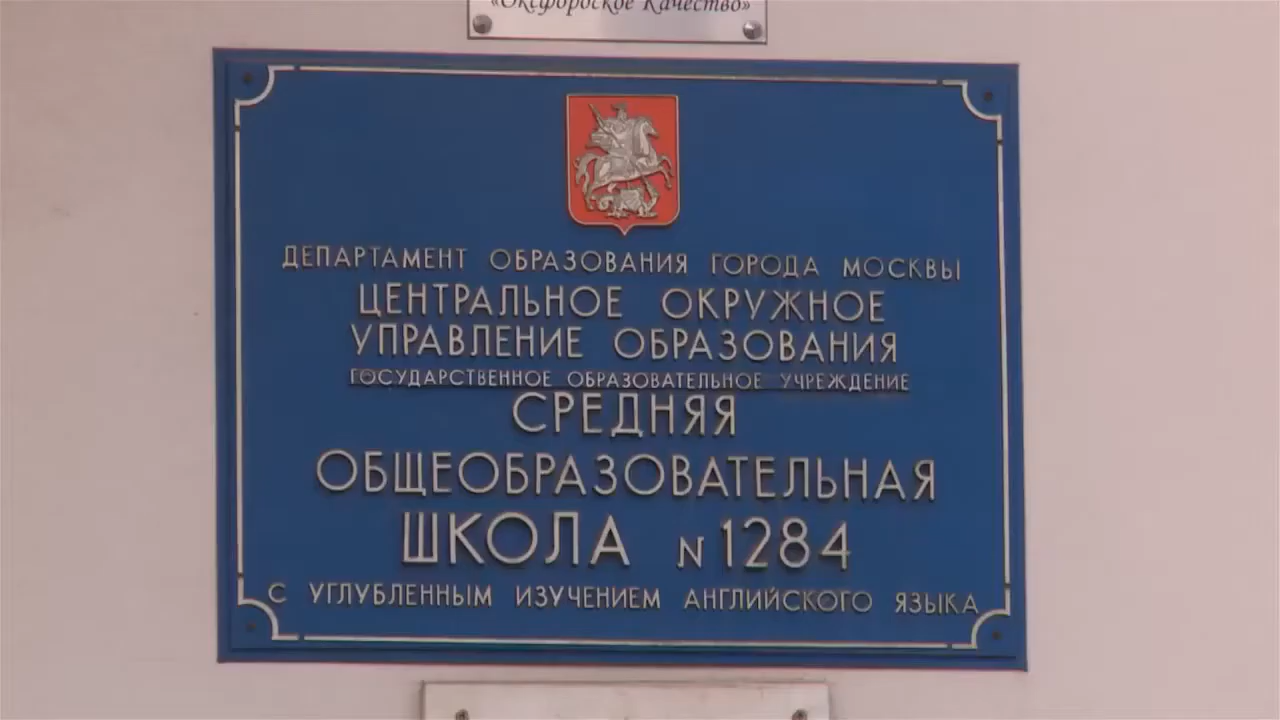 «Оксфордское Качество»
ДЕПАРТАМЕНТ ОБРАЗОВАНИЯ ГОРОДА МОСКВЫ
ЦЕНТРАЛЬНОЕ ОКРУЖНОЕ
УПРАВЛЕНИЕ ОБРАЗОВАНИЯ
ГОСУДАРСТВЕННОЕ ОБРАЗОВАТЕЛЬНОЕ УЧРЕЖДЕНИЕ
СРЕДНЯЯ
ОБЩЕОБРАЗОВАТЕЛЬНАЯ
ШКОЛА N 1284
С УГЛУБЛЕННЫМ ИЗУЧЕНИЕМ АНГЛИЙСКОГО ЯЗЫКА